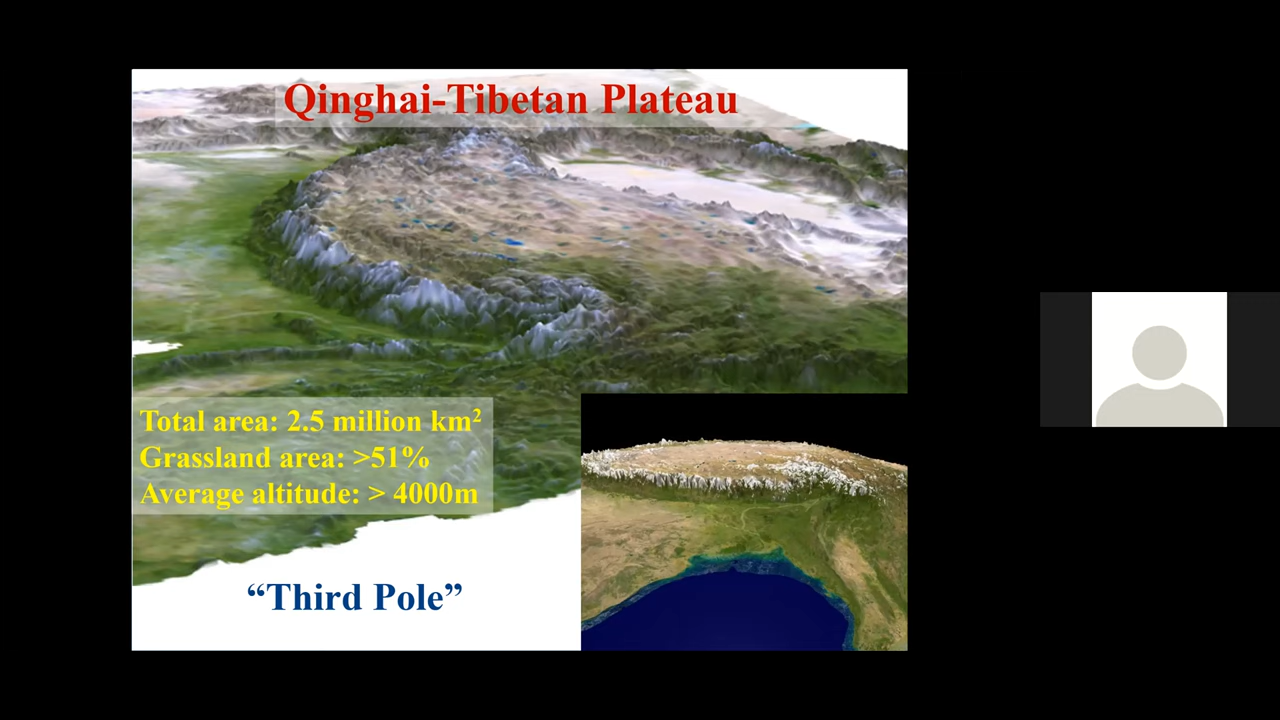 Qinghai-Tibetan Plateau
Total area: 2.5 million km²
Grassland area: >51%
Average altitude: > 4000m
“Third Pole”